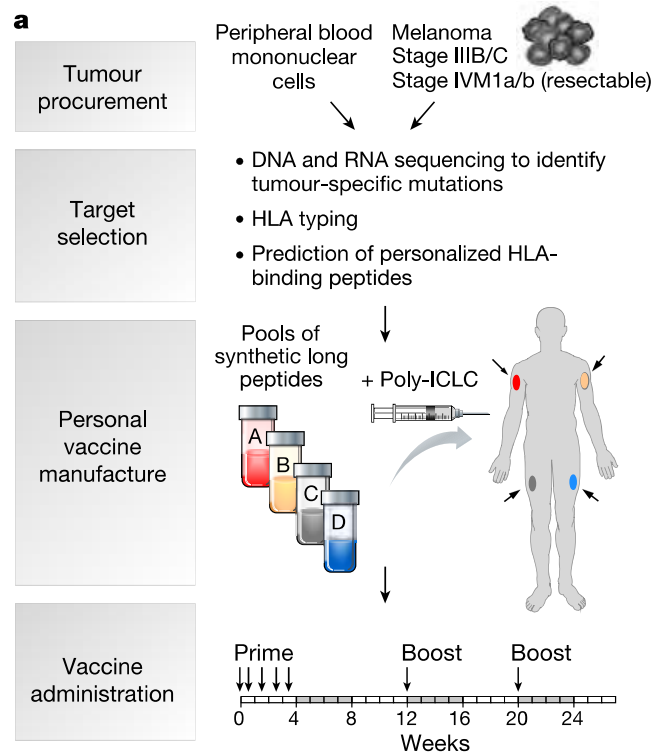 a
Tumour
procurement
Peripheral blood
mononuclear
cells
Melanoma
Stage IIIB/C
Stage IVM1a/b (resectable)
Target
selection
• DNA and RNA sequencing to identify
tumour-specific mutations
• HLA typing
• Prediction of personalized HLA-
binding peptides
Personal
vaccine
manufacture
Pools of
synthetic long
peptides
+ Poly-ICLC
A
B
C
D
Vaccine
administration
Prime Boost Boost
0 4 8 12 16 20 24
Weeks